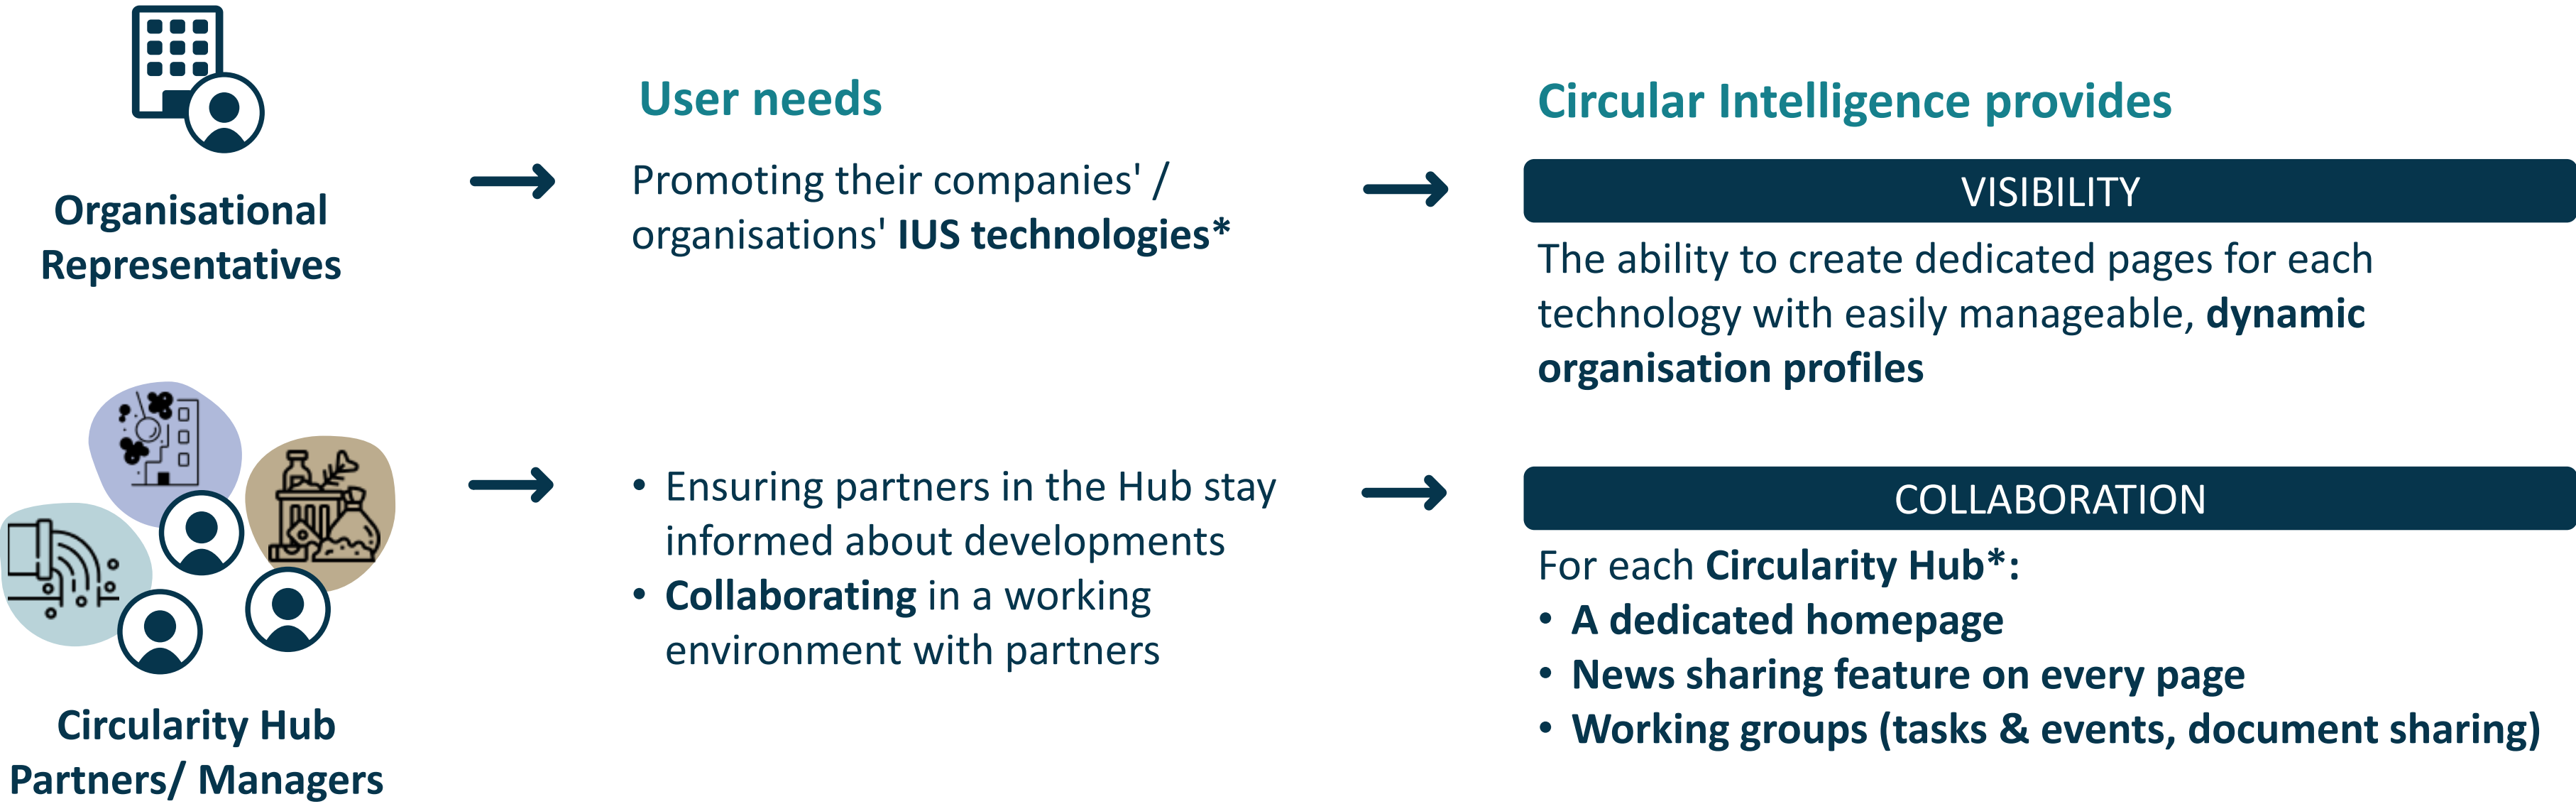 User needs
Circular Intelligence provides
Organisational
Representatives
Promoting their companies' /
organisations' IUS technologies*
VISIBILITY
The ability to create dedicated pages for each
technology with easily manageable, dynamic
organisation profiles
Circularity Hub
Partners/ Managers
• Ensuring partners in the Hub stay
informed about developments
• Collaborating in a working
environment with partners
COLLABORATION
For each Circularity Hub*:
• A dedicated homepage
• News sharing feature on every page
• Working groups (tasks & events, document sharing)